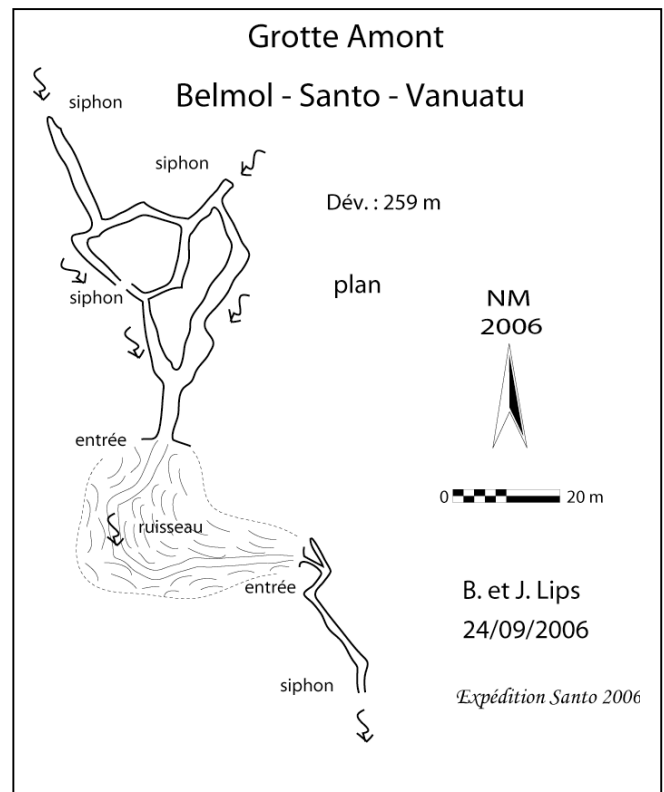 Grotte Amont
Belmol - Santo - Vanuatu
siphon
siphon
Dév. : 259 m
plan
siphon
NM
2006
entrée
0 20 m
ruisseau
entrée
B. et J. Lips
24/09/2006
siphon
Expédition Santo 2006